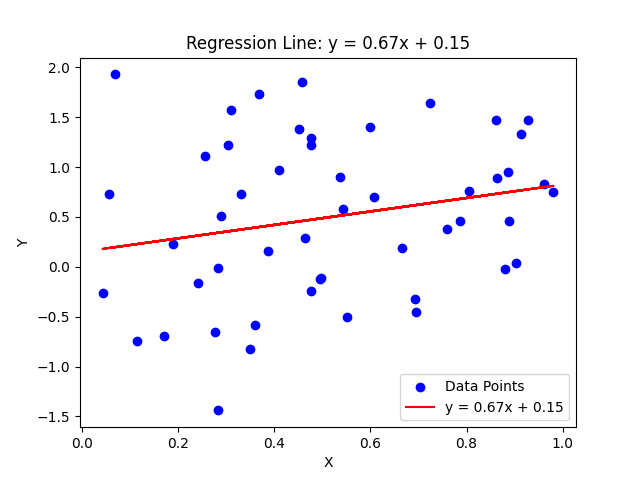 Regression Line: y = 0.67x + 0.15
2.0
1.5
1.0
0.5
0.0
−0.5
−1.0
−1.5
Y
Data Points
y = 0.67x + 0.15
0.0 0.2 0.4 0.6 0.8 1.0
X